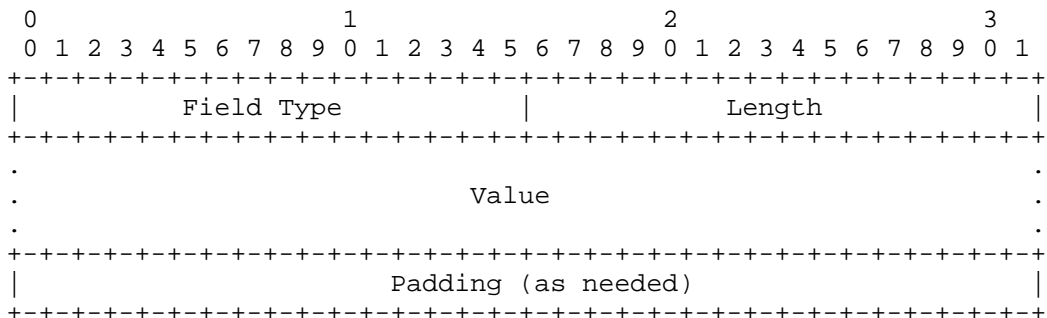 0                   1                   2                   3
 0 1 2 3 4 5 6 7 8 9 0 1 2 3 4 5 6 7 8 9 0 1 2 3 4 5 6 7 8 9 0 1
+-+-+-+-+-+-+-+-+-+-+-+-+-+-+-+-+-+-+-+-+-+-+-+-+-+-+-+-+-+-+-+-+
|          Field Type           |            Length             |
+-+-+-+-+-+-+-+-+-+-+-+-+-+-+-+-+-+-+-+-+-+-+-+-+-+-+-+-+-+-+-+-+
.                                                               .
.                            Value                              .
.                                                               .
+-+-+-+-+-+-+-+-+-+-+-+-+-+-+-+-+-+-+-+-+-+-+-+-+-+-+-+-+-+-+-+-+
|                       Padding (as needed)                     |
+-+-+-+-+-+-+-+-+-+-+-+-+-+-+-+-+-+-+-+-+-+-+-+-+-+-+-+-+-+-+-+-+